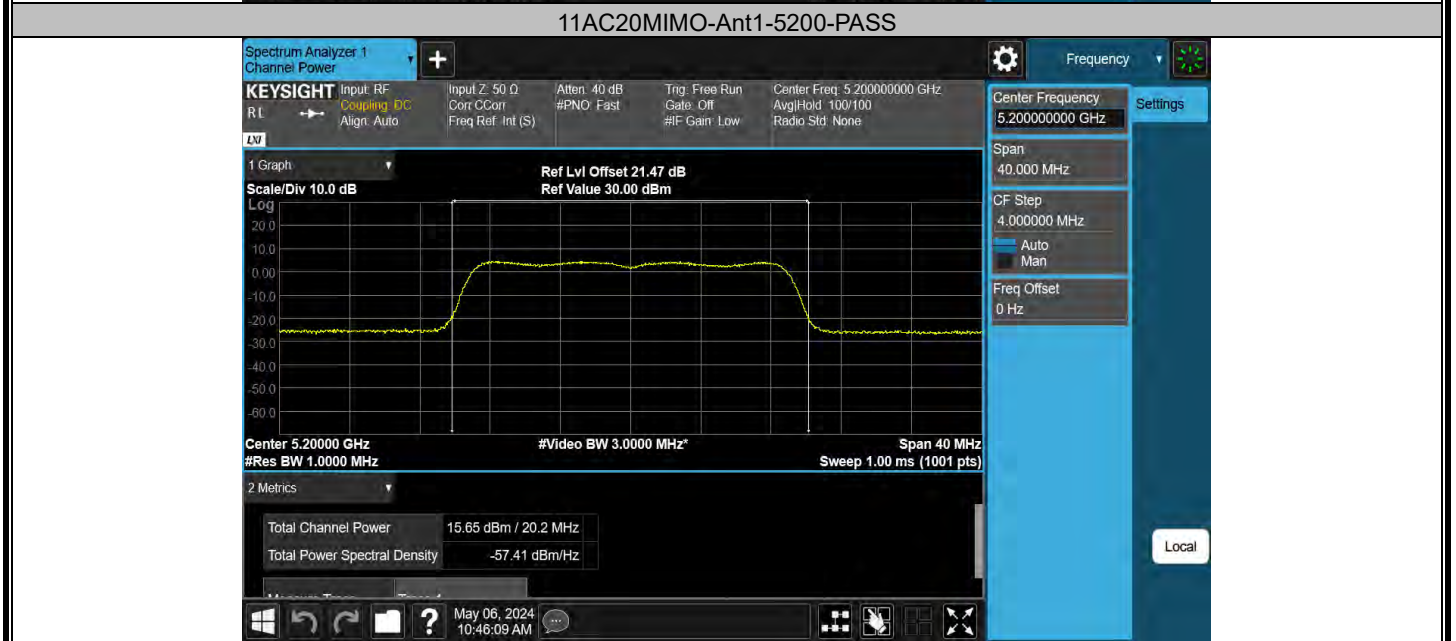 11AC20MIMO-Ant1-5200-PASS
Spectrum Analyzer 1
Channel Power
+
Frequency
KEYSIGHT
RL
LXI
Input: RF
Coupling: DC
Align: Auto
Input Z: 50 Ω
Corr CCorr
Freq Ref: Int (S)
Atten: 40 dB
#PNO: Fast
Trig: Free Run
Gate: Off
#IF Gain: Low
Center Freq: 5.200000000 GHz
Avg|Hold: 100/100
Radio Std: None
Center Frequency
5.200000000 GHz
Settings
Span
40.000 MHz
CF Step
4.000000 MHz
Auto
Man
Freq Offset
0 Hz
1 Graph
Scale/Div 10.0 dB
Ref Lvl Offset 21.47 dB
Ref Value 30.00 dBm
Log
20.0
10.0
0.00
-10.0
-20.0
-30.0
-40.0
-50.0
-60.0
Center 5.20000 GHz
#Video BW 3.0000 MHz*
Span 40 MHz
#Res BW 1.0000 MHz
Sweep 1.00 ms (1001 pts)
2 Metrics
Total Channel Power 15.65 dBm / 20.2 MHz
Total Power Spectral Density -57.41 dBm/Hz
Local
?
May 06, 2024
10:46:09 AM